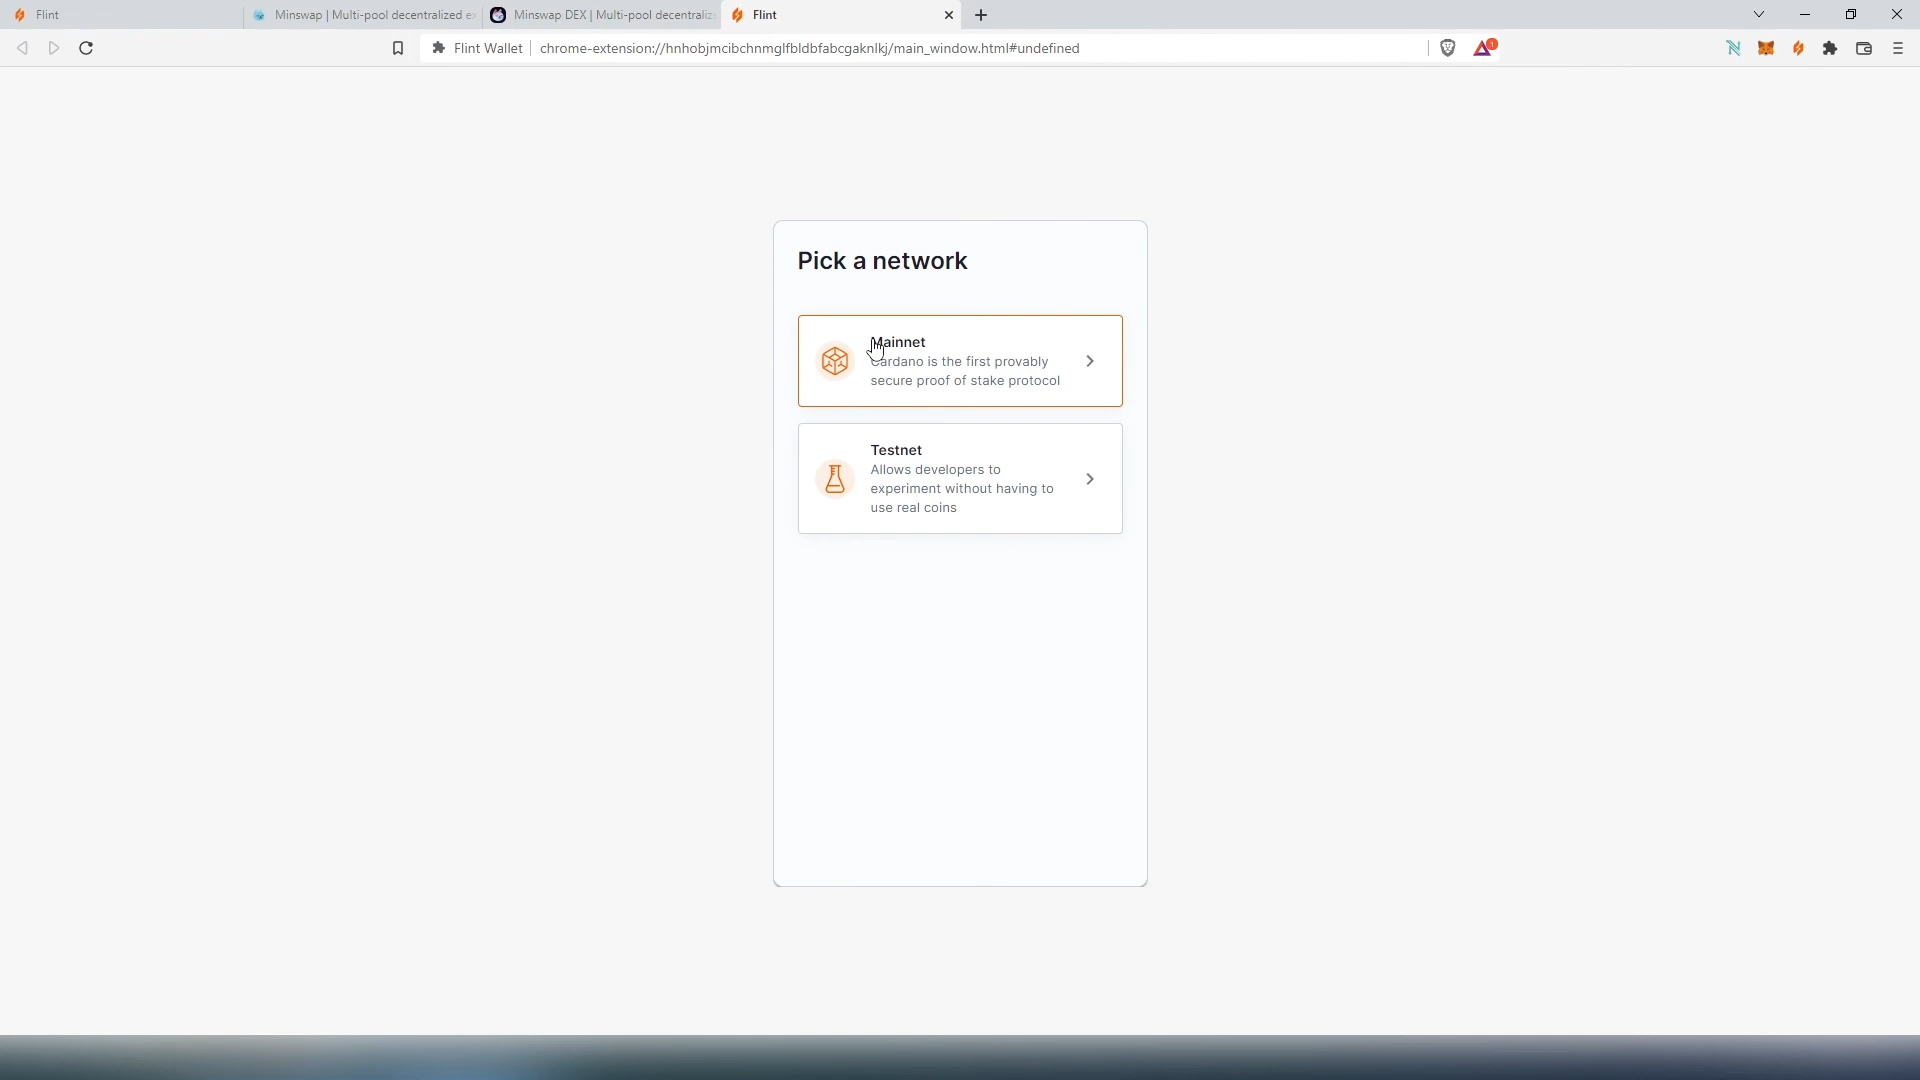 Flint
Minswap | Multi-pool decentralized ex
Minswap DEX | Multi-pool decentraliz
Flint
Flint Wallet
chrome-extension://hnhobjmcibchnmglfbldbfabcgaknlkj/main_window.html#undefined
1
Pick a network
Mainnet
Cardano is the first provably
secure proof of stake protocol
Testnet
Allows developers to
experiment without having to
use real coins